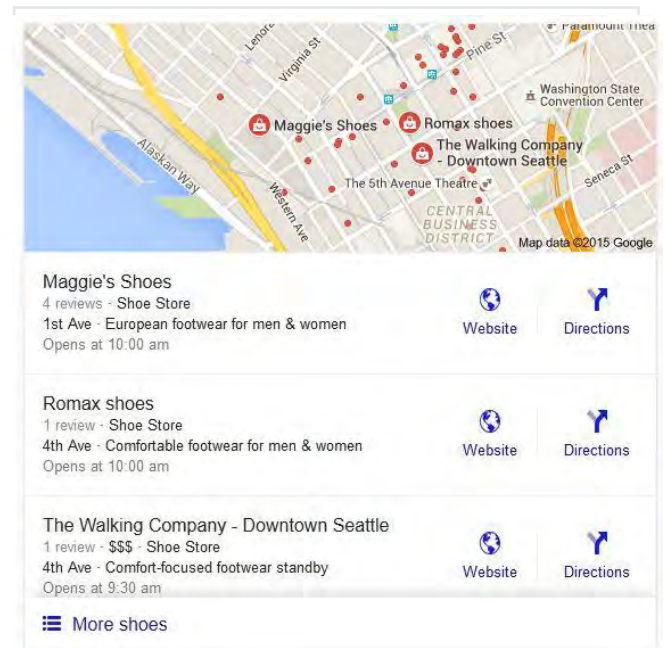 Paramount Thea
Lenora
Virginia St
Pine St
Washington State
Convention Center
Maggie's Shoes
Romax shoes
The Walking Company
- Downtown Seattle
Alaskan Way
Western Ave
The 5th Avenue Theatre
Seneca St
CENTRAL
BUSINESS
DISTRICT
Map data ©2015 Google
Maggie's Shoes
4 reviews · Shoe Store
1st Ave · European footwear for men & women
Opens at 10:00 am
Website
Directions
Romax shoes
1 review · Shoe Store
4th Ave · Comfortable footwear for men & women
Opens at 10:00 am
Website
Directions
The Walking Company - Downtown Seattle
1 review · $$$ · Shoe Store
4th Ave · Comfort-focused footwear standby
Opens at 9:30 am
Website
Directions
More shoes